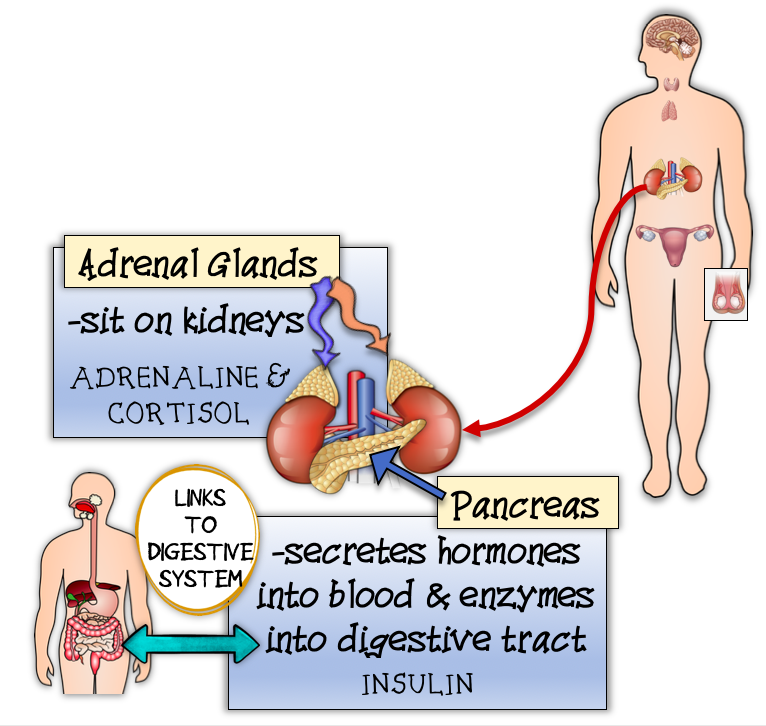 Adrenal Glands
-sit on kidneys
ADRENALINE &
CORTISOL
LINKS
TO
DIGESTIVE
SYSTEM
Pancreas
-secretes hormones
into blood & enzymes
into digestive tract
INSULIN